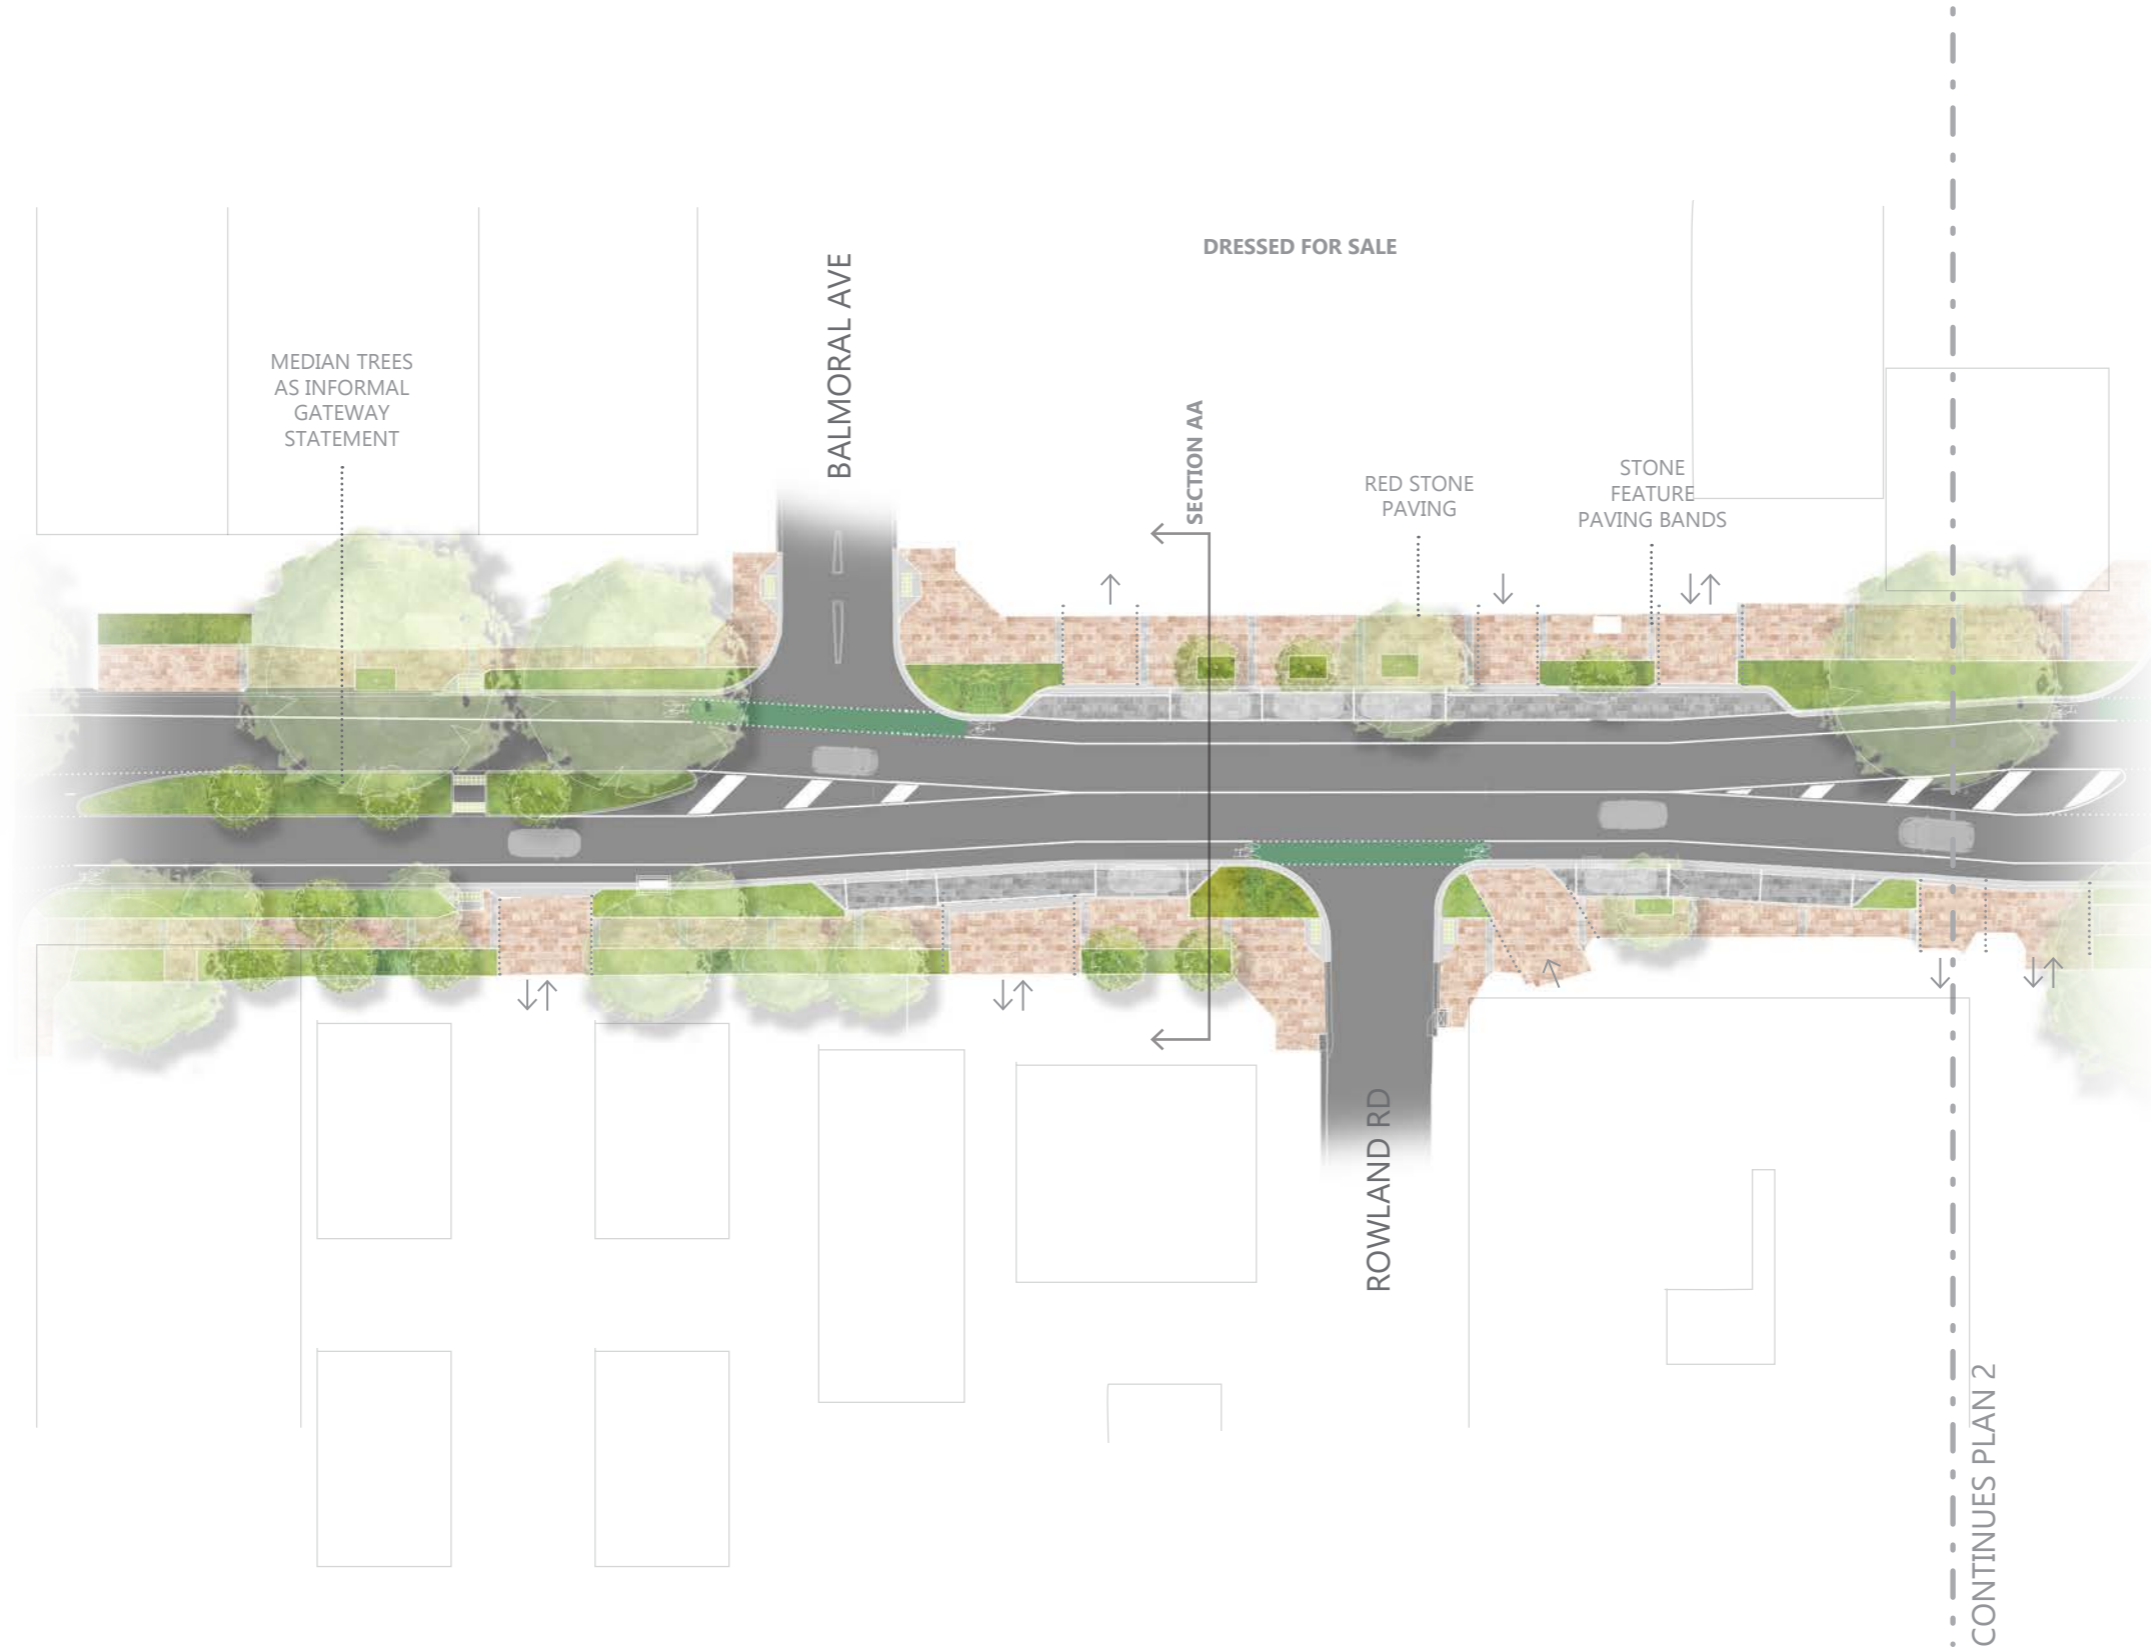 DRESSED FOR SALE
BALMORAL AVE
MEDIAN TREES
AS INFORMAL
GATEWAY
STATEMENT
SECTION AA
RED STONE
PAVING
STONE
FEATURE
PAVING BANDS
ROWLAND RD
CONTINUES PLAN 2